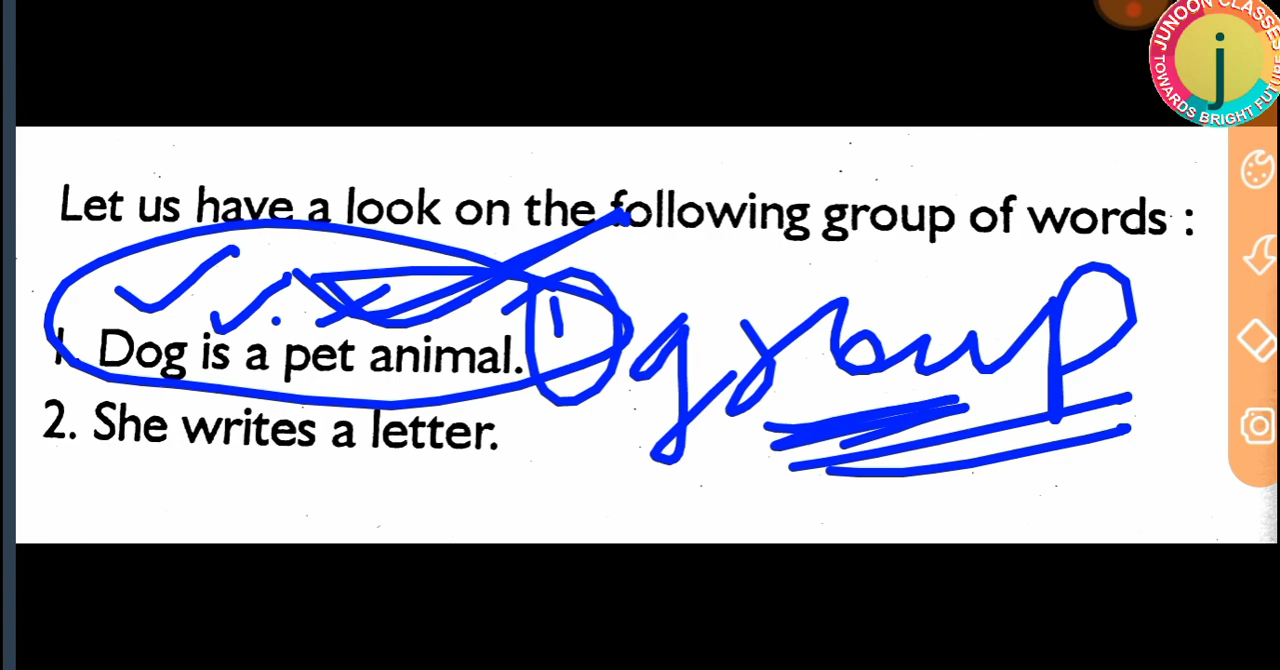 JUNOON CLASSES
j
TOWARDS BRIGHT FUTURE
Let us have a look on the following group of words :
1. Dog is a pet animal.
1 group
2. She writes a letter.